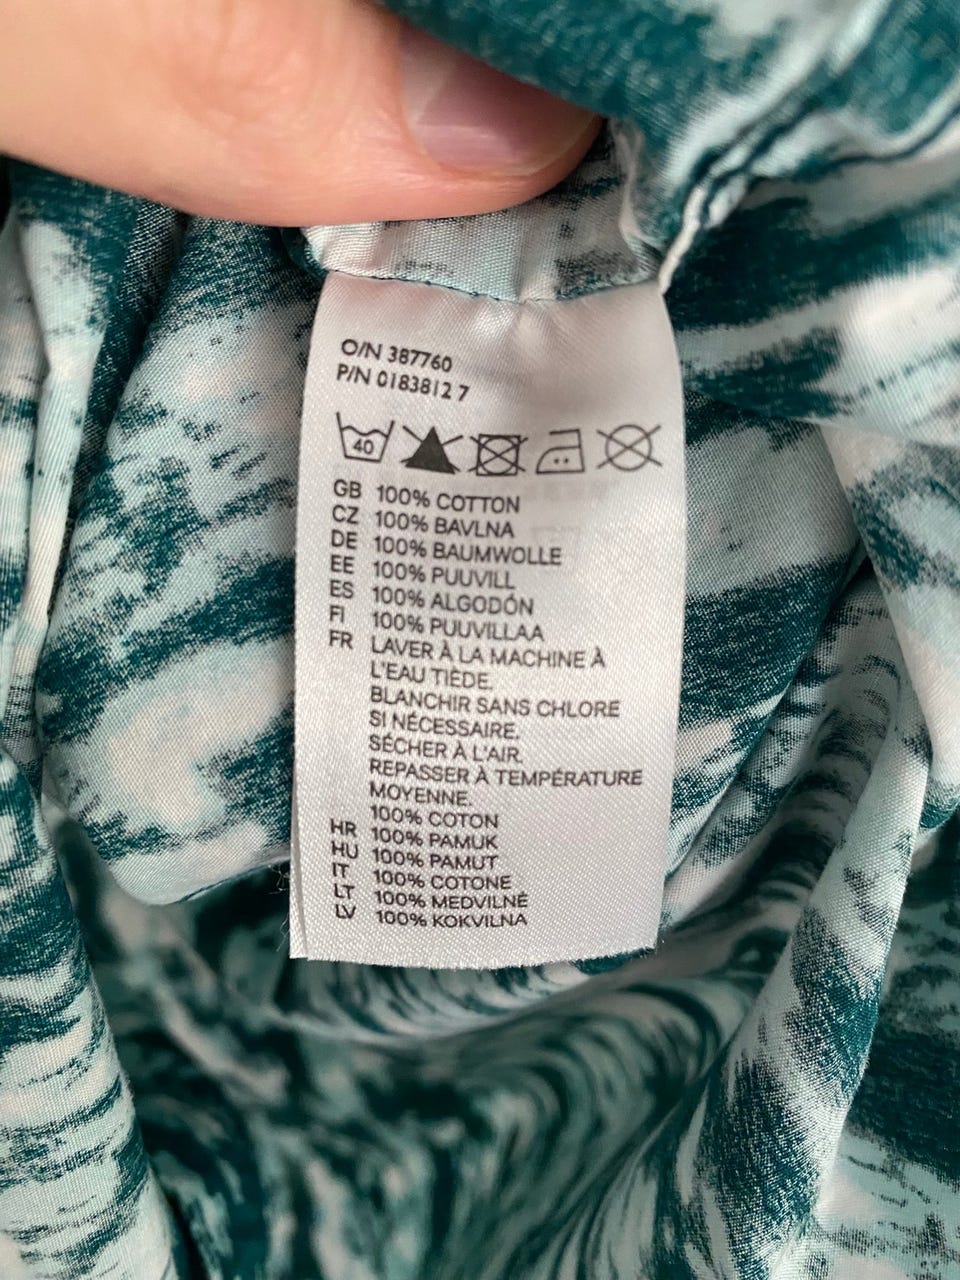 O/N 387760
P/N 0183812 7
40
GB 100% COTTON
CZ 100% BAVLNA
DE 100% BAUMWOLLE
EE 100% PUUVILL
ES 100% ALGODÓN
FI 100% PUUVILLAA
FR LAVER À LA MACHINE À
L'EAU TIÈDE.
BLANCHIR SANS CHLORE
SI NÉCESSAIRE.
SÉCHER À L'AIR.
REPASSER À TEMPÉRATURE
MOYENNE.
100% COTON
HR 100% PAMUK
HU 100% PAMUT
IT 100% COTONE
LT 100% MEDVILNĖ
LV 100% KOKVILNA